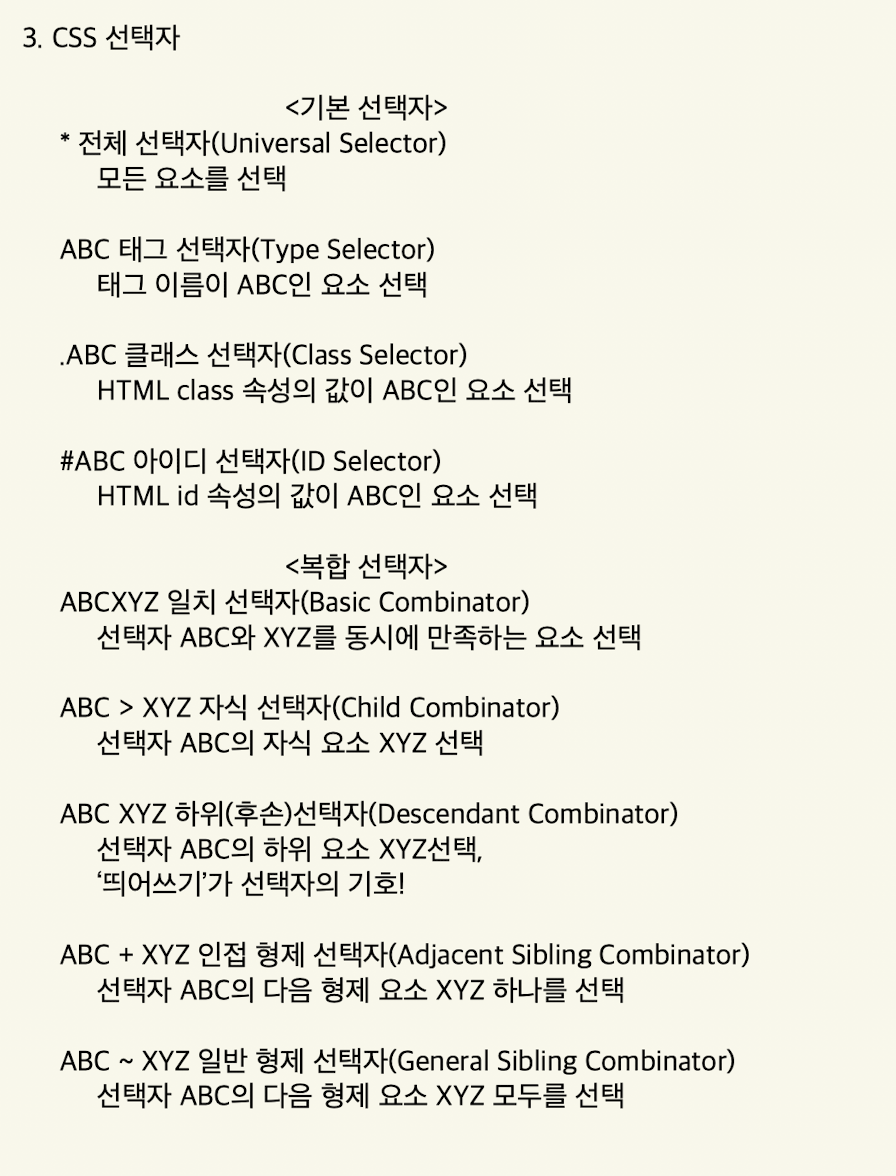 3. CSS 선택자
<기본 선택자>
* 전체 선택자(Universal Selector)
모든 요소를 선택
ABC 태그 선택자(Type Selector)
태그 이름이 ABC인 요소 선택
.ABC 클래스 선택자(Class Selector)
HTML class 속성의 값이 ABC인 요소 선택
#ABC 아이디 선택자(ID Selector)
HTML id 속성의 값이 ABC인 요소 선택
<복합 선택자>
ABCXYZ 일치 선택자(Basic Combinator)
선택자 ABC와 XYZ를 동시에 만족하는 요소 선택
ABC > XYZ 자식 선택자(Child Combinator)
선택자 ABC의 자식 요소 XYZ 선택
ABC XYZ 하위(후손)선택자(Descendant Combinator)
선택자 ABC의 하위 요소 XYZ선택,
‘띄어쓰기’가 선택자의 기호!
ABC + XYZ 인접 형제 선택자(Adjacent Sibling Combinator)
선택자 ABC의 다음 형제 요소 XYZ 하나를 선택
ABC ~ XYZ 일반 형제 선택자(General Sibling Combinator)
선택자 ABC의 다음 형제 요소 XYZ 모두를 선택